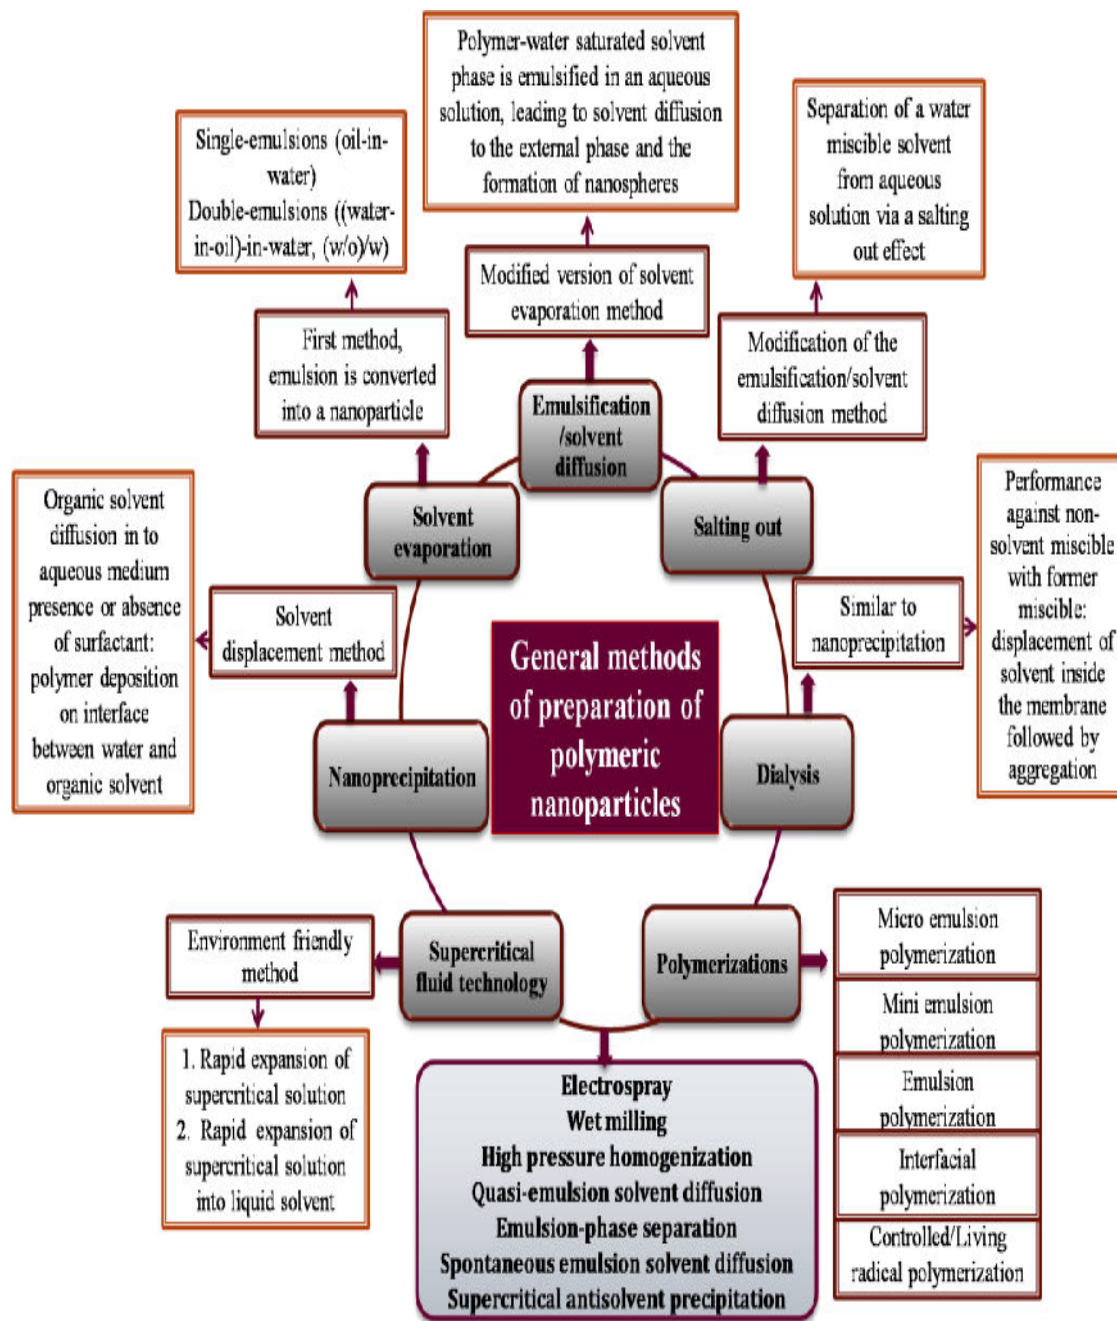 Polymer-water saturated solvent
phase is emulsified in an aqueous
solution, leading to solvent diffusion
to the external phase and the
formation of nanospheres
Single-emulsions (oil-in-
water)
Double-emulsions ((water-
in-oil)-in-water, (w/o)/w)
Separation of a water
miscible solvent
from aqueous
solution via a salting
out effect
First method,
emulsion is converted
into a nanoparticle
Modified version of solvent
evaporation method
Modification of the
emulsification/solvent
diffusion method
Emulsification
/solvent
diffusion
Solvent
evaporation
Salting out
Organic solvent
diffusion in to
aqueous medium
presence or absence
of surfactant:
polymer deposition
on interface
between water and
organic solvent
Solvent
displacement method
Nanoprecipitation
General methods
of preparation of
polymeric
nanoparticles
Similar to
nanoprecipitation
Performance
against non-
solvent miscible
with former
miscible:
displacement of
solvent inside
the membrane
followed by
aggregation
Dialysis
Environment friendly
method
Supercritical
fluid technology
Polymerizations
Micro emulsion
polymerization
Mini emulsion
polymerization
Emulsion
polymerization
Interfacial
polymerization
Controlled/Living
radical polymerization
1. Rapid expansion of
supercritical solution
2. Rapid expansion of
supercritical solution
into liquid solvent
Electrospray
Wet milling
High pressure homogenization
Quasi-emulsion solvent diffusion
Emulsion-phase separation
Spontaneous emulsion solvent diffusion
Supercritical antisolvent precipitation